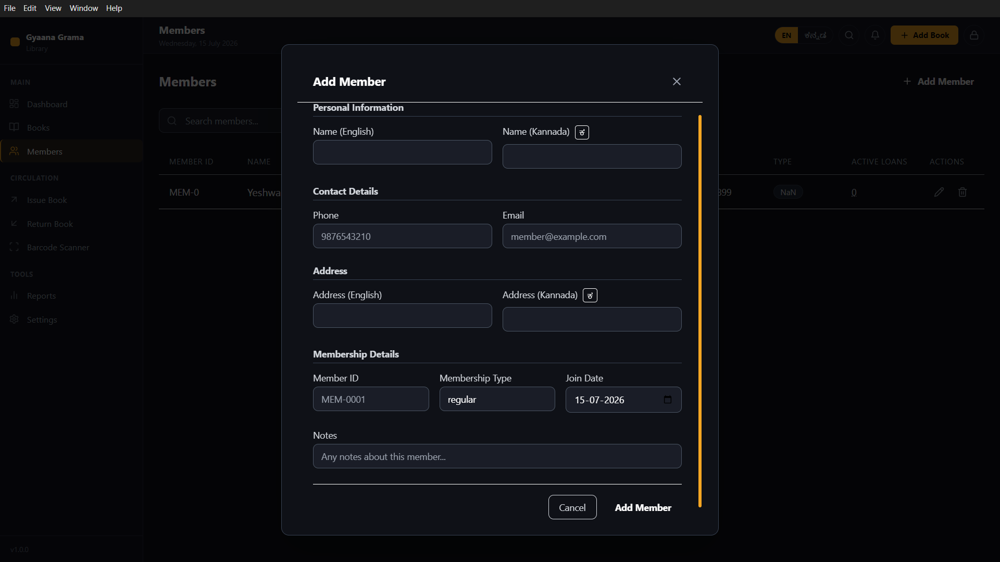 File Edit View Window Help
Gyaana Grama
Library
Members
Wednesday, 15 July 2026
EN ಕನ್ನಡ
Add Book
MAIN
Dashboard
Books
Members
CIRCULATION
Issue Book
Return Book
Barcode Scanner
TOOLS
Reports
Settings
v1.0.0
Members
Add Member
Search members...
MEMBER ID NAME TYPE ACTIVE LOANS ACTIONS
MEM-0 Yeshwa 399 NaN 0
Add Member
Personal Information
Name (English) Name (Kannada) ಕ
Contact Details
Phone Email
9876543210 member@example.com
Address
Address (English) Address (Kannada) ಕ
Membership Details
Member ID Membership Type Join Date
MEM-0001 regular 15-07-2026
Notes
Any notes about this member...
Cancel Add Member